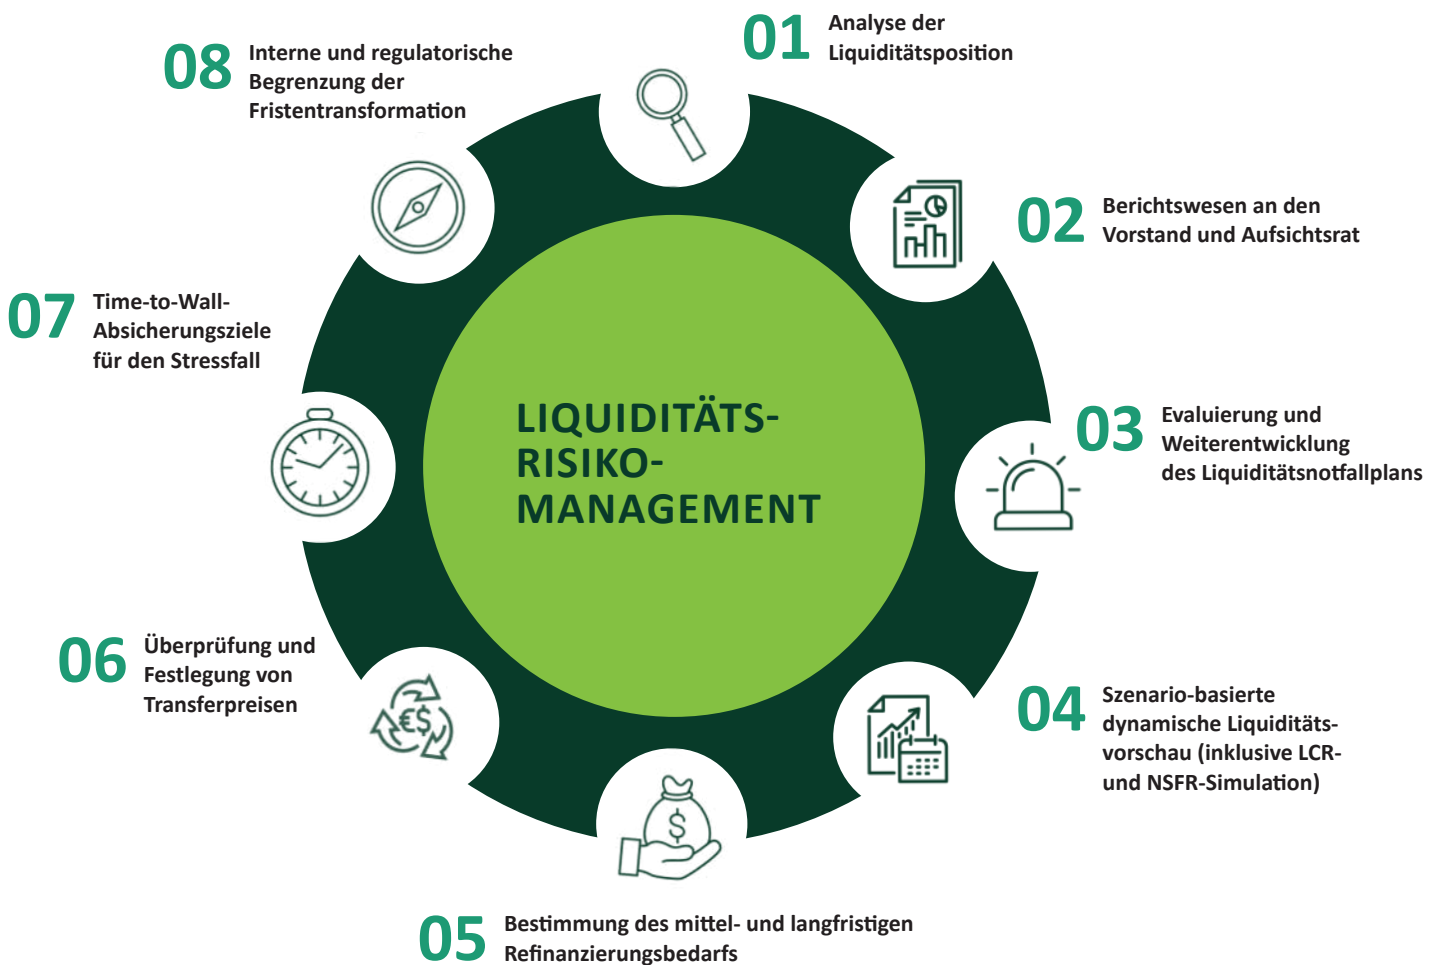 01
Analyse der
Liquiditätsposition
02
Berichtswesen an den
Vorstand und Aufsichtsrat
03
Evaluierung und
Weiterentwicklung
des Liquiditätsnotfallplans
04
Szenario-basierte
dynamische Liquiditäts-
vorschau (inklusive LCR-
und NSFR-Simulation)
05
Bestimmung des mittel- und langfristigen
Refinanzierungsbedarfs
06
Überprüfung und
Festlegung von
Transferpreisen
07
Time-to-Wall-
Absicherungsziele
für den Stressfall
08
Interne und regulatorische
Begrenzung der
Fristentransformation
LIQUIDITÄTS-
RISIKO-
MANAGEMENT
€$
$